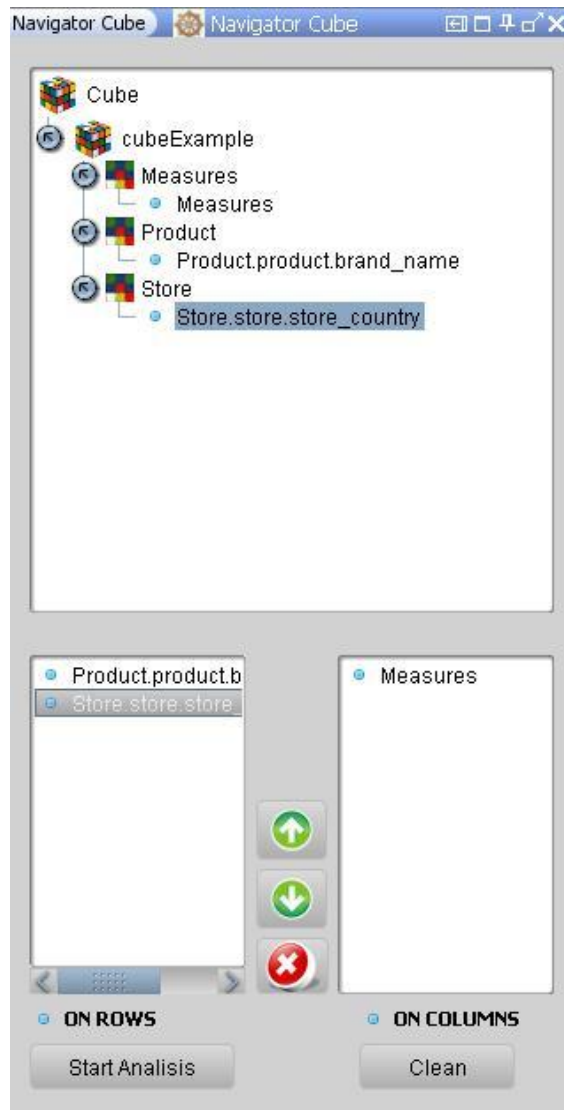 Navigator Cube Navigator Cube
Cube
cubeExample
Measures
Measures
Product
Product.product.brand_name
Store
Store.store.store_country
Product.product.b
Store.store.store_
Measures
ON ROWS
ON COLUMNS
Start Analisis
Clean